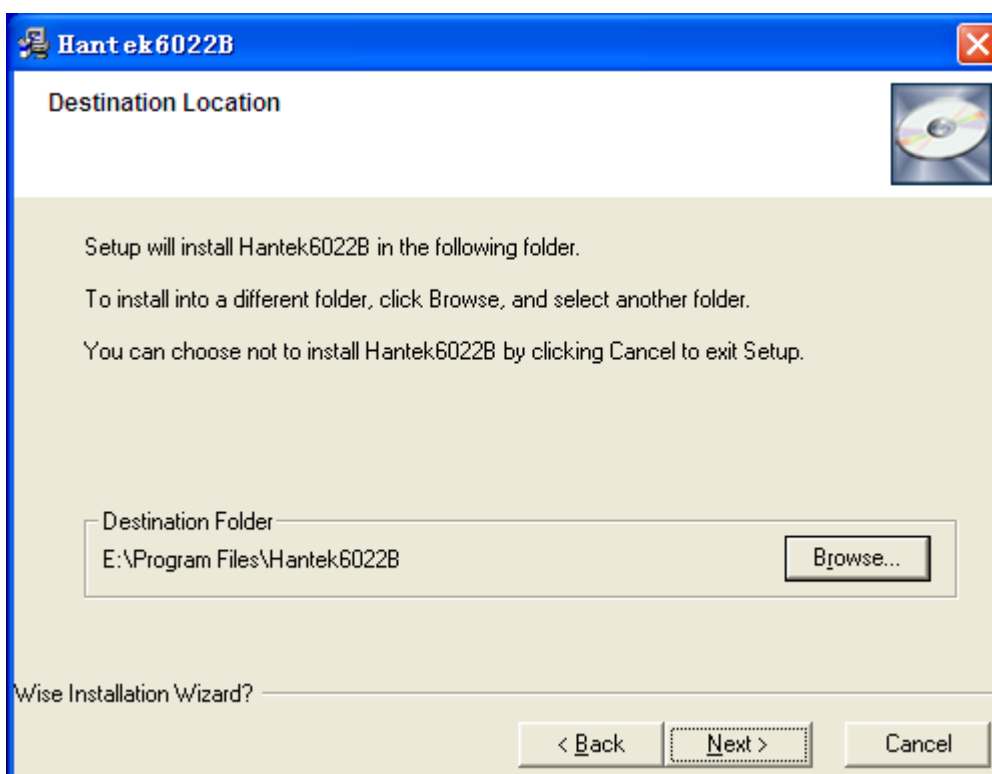 Hantek6022B
Destination Location
Setup will install Hantek6022B in the following folder.
To install into a different folder, click Browse, and select another folder.
You can choose not to install Hantek6022B by clicking Cancel to exit Setup.
Destination Folder
E:\Program Files\Hantek6022B
Browse...
Wise Installation Wizard?
< Back
Next >
Cancel